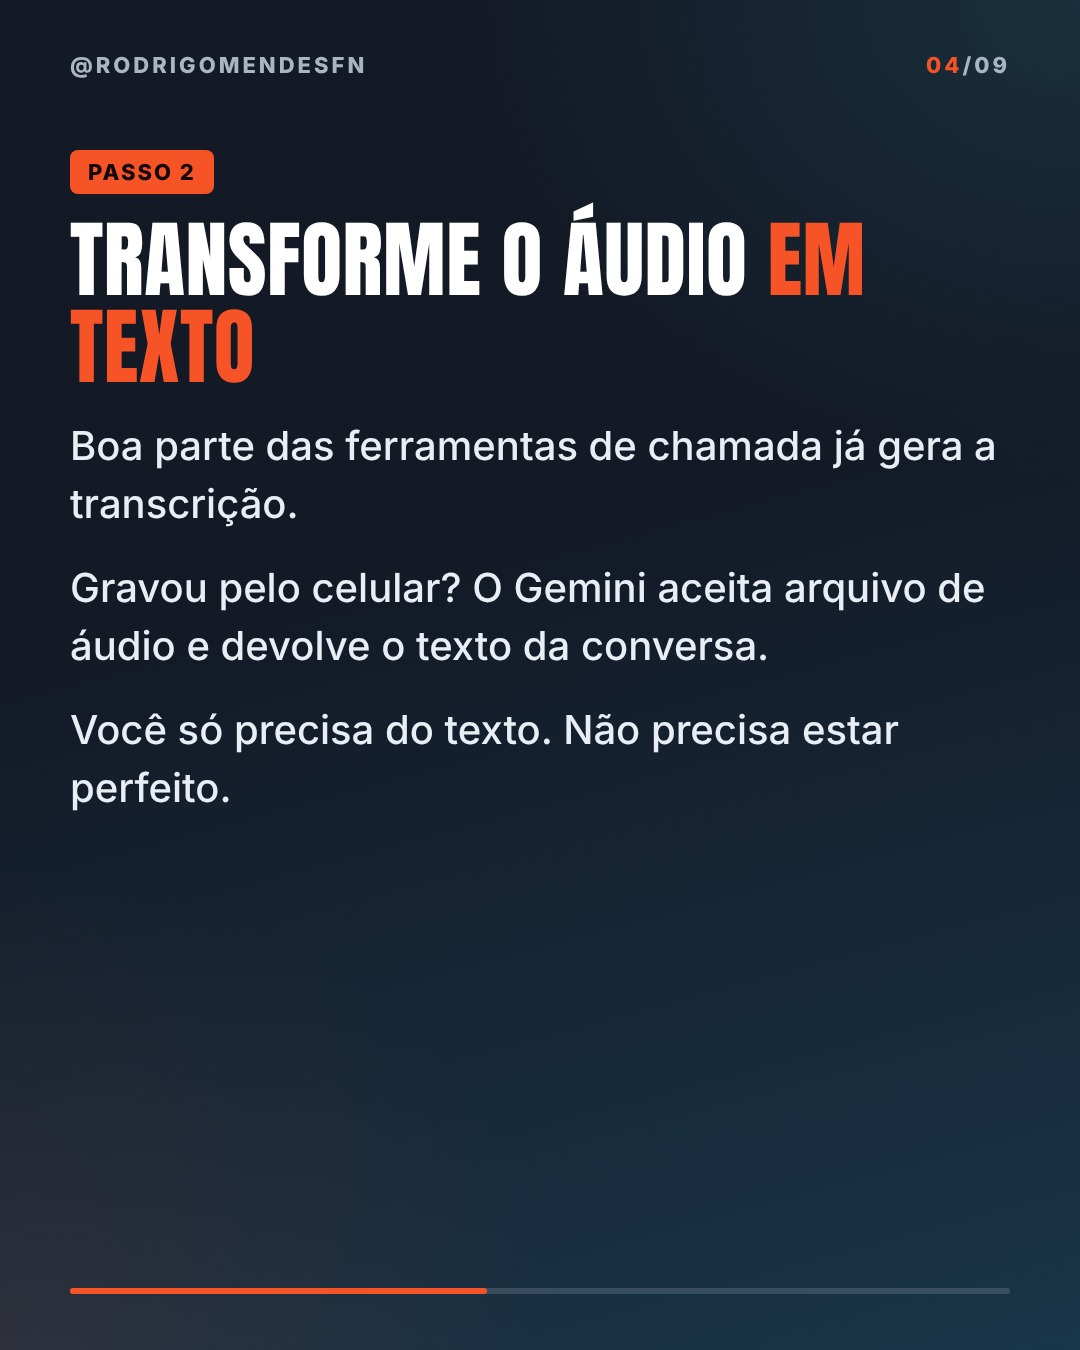 @RODRIGOMENDESFN
04/09
PASSO 2
TRANSFORME O ÁUDIO EM
TEXTO
Boa parte das ferramentas de chamada já gera a
transcrição.
Gravou pelo celular? O Gemini aceita arquivo de
áudio e devolve o texto da conversa.
Você só precisa do texto. Não precisa estar
perfeito.